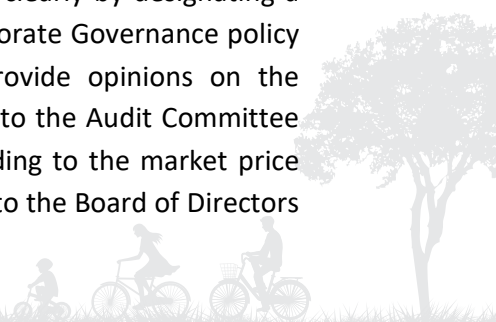 clearly by designating a
orate Governance policy
rovide opinions on the
to the Audit Committee
ding to the market price
to the Board of Directors